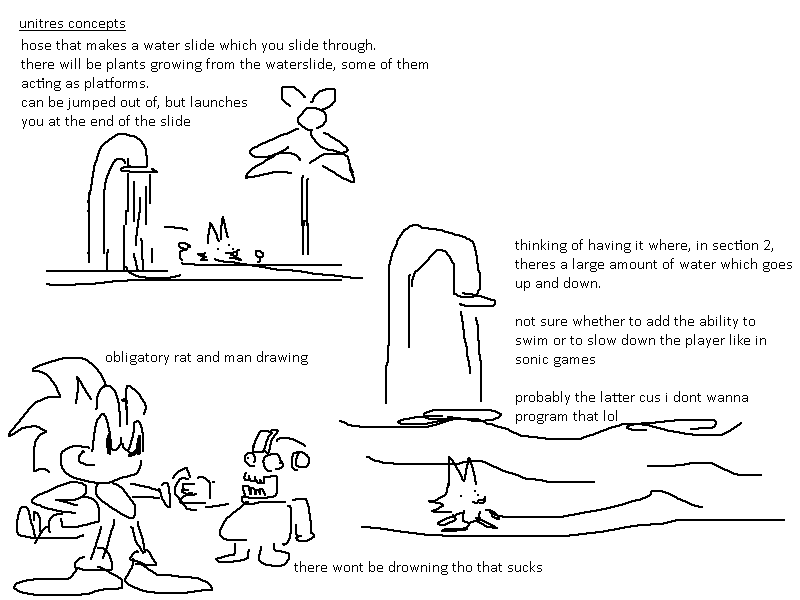 unitres concepts
hose that makes a water slide which you slide through.
there will be plants growing from the waterslide, some of them
acting as platforms.
can be jumped out of, but launches
you at the end of the slide
thinking of having it where, in section 2,
theres a large amount of water which goes
up and down.
not sure whether to add the ability to
swim or to slow down the player like in
sonic games
probably the latter cus i dont wanna
program that lol
obligatory rat and man drawing
there wont be drowning tho that sucks